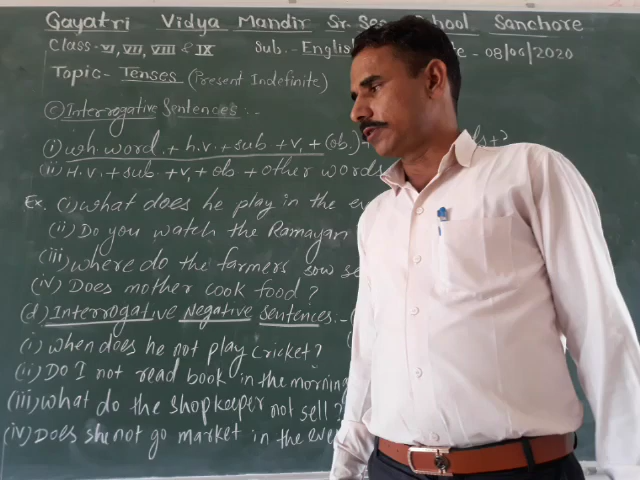 Gayatri Vidya Mandir Sr. Sanchore
Class - VI, VII, VIII & IX Sub. - English - 08/06/2020
Topic - Tenses (Present Indefinite)
(c) Interrogative Sentences : -
(i) wh. word. + h.v. + sub + v₁ + (ob.)
(ii) H.v. + sub. + v₁ + ob + other words
Ex. (i) what does he play in the
(ii) Do you watch the Ramayan
(iii) where do the farmers sow
(iv) Does mother cook food ?
(d) Interrogative Negative Sentences. -
(i) when does he not play cricket ?
(ii) Do I not read book in the morning
(iii) what do the shopkeeper not sell ?
(iv) Does she not go market in the